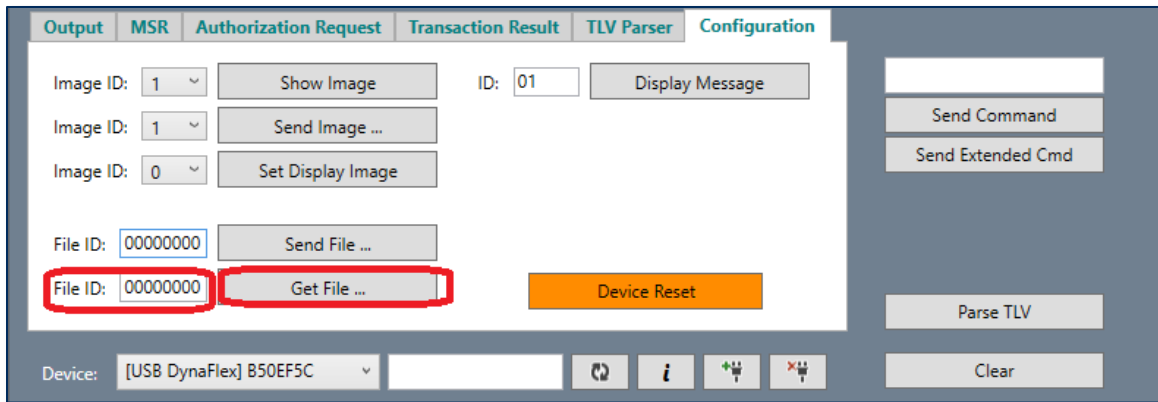 Output MSR Authorization Request Transaction Result TLV Parser Configuration
Image ID: 1 Show Image ID: 01 Display Message
Image ID: 1 Send Image ... Send Command
Image ID: 0 Set Display Image Send Extended Cmd
File ID: 00000000 Send File ...
File ID: 00000000 Get File ... Device Reset
Parse TLV
Device: [USB DynaFlex] B50EF5C i Clear